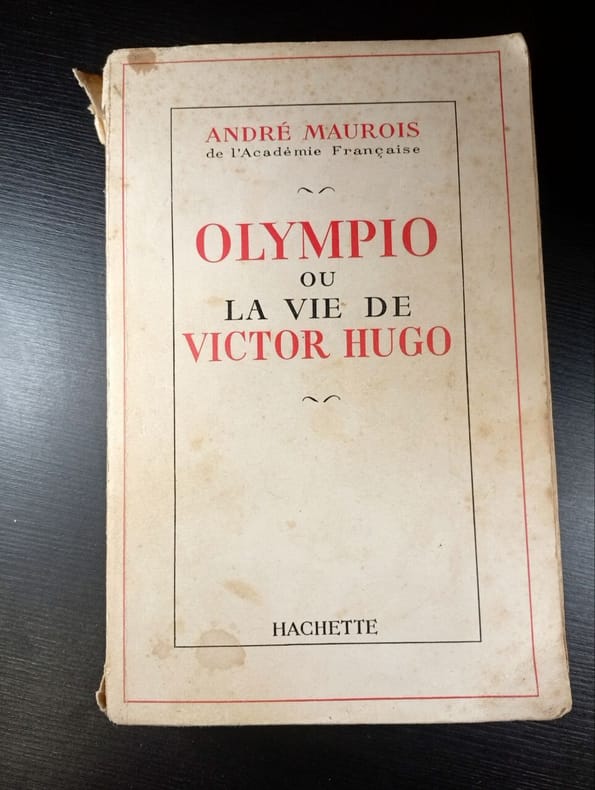 ANDRÉ MAUROIS
de l'Académie Française
OLYMPIO
OU
LA VIE DE
VICTOR HUGO
HACHETTE